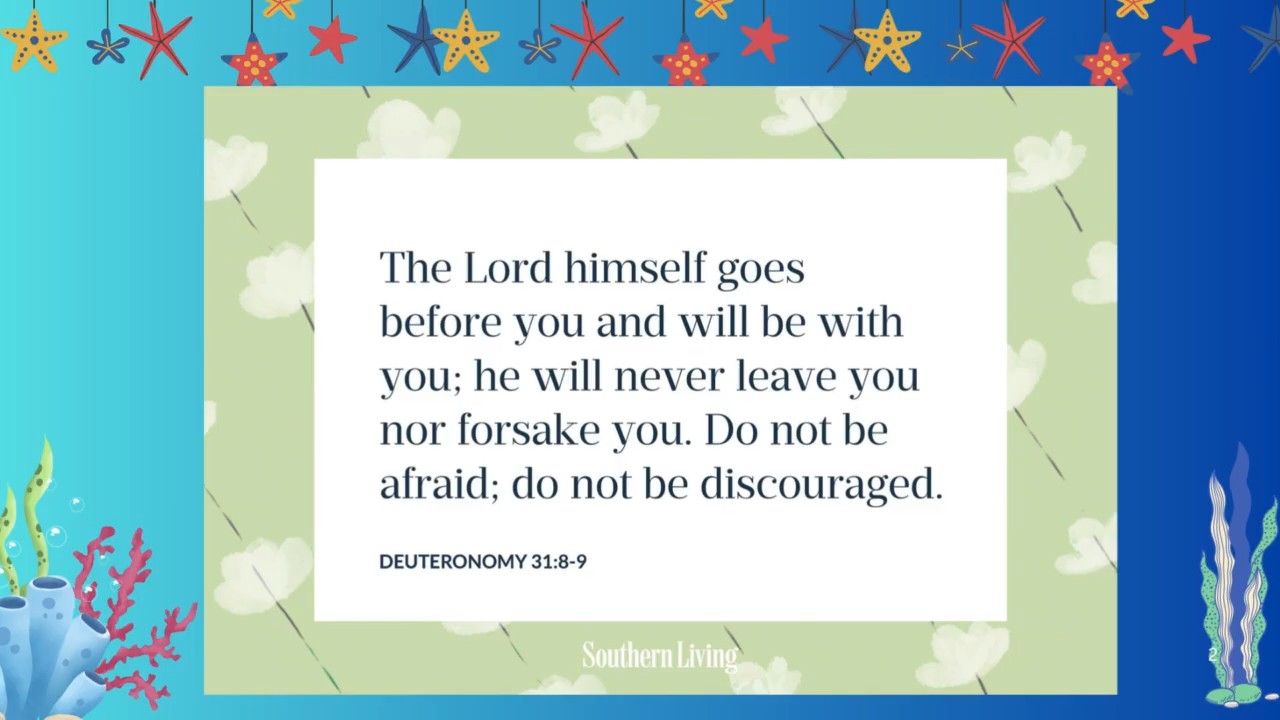 The Lord himself goes
before you and will be with
you; he will never leave you
nor forsake you. Do not be
afraid; do not be discouraged.
DEUTERONOMY 31:8-9
Southern Living
2